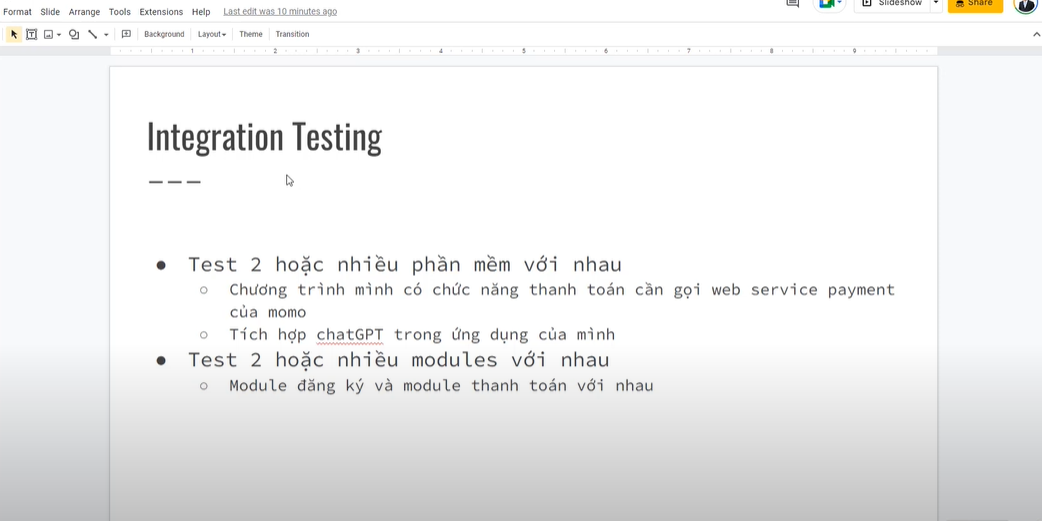 Format Slide Arrange Tools Extensions Help Last edit was 10 minutes ago
Slideshow
Share
Background Layout Theme Transition
1 2 3 4 5 6 7 8 9
Integration Testing
Test 2 hoặc nhiều phần mềm với nhau
Chương trình mình có chức năng thanh toán cần gọi web service payment
của momo
Tích hợp chatGPT trong ứng dụng của mình
Test 2 hoặc nhiều modules với nhau
Module đăng ký và module thanh toán với nhau